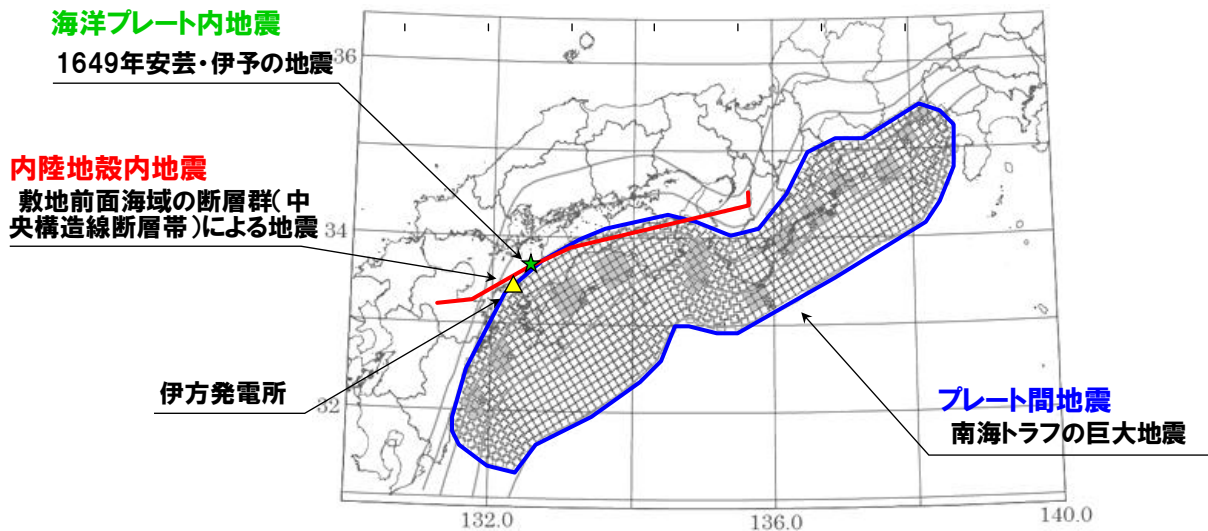 海洋プレート内地震
1649年安芸・伊予の地震
36
内陸地殻内地震
敷地前面海域の断層群(中
央構造線断層帯)による地震
34
伊方発電所
32
プレート間地震
南海トラフの巨大地震
132.0
136.0
140.0